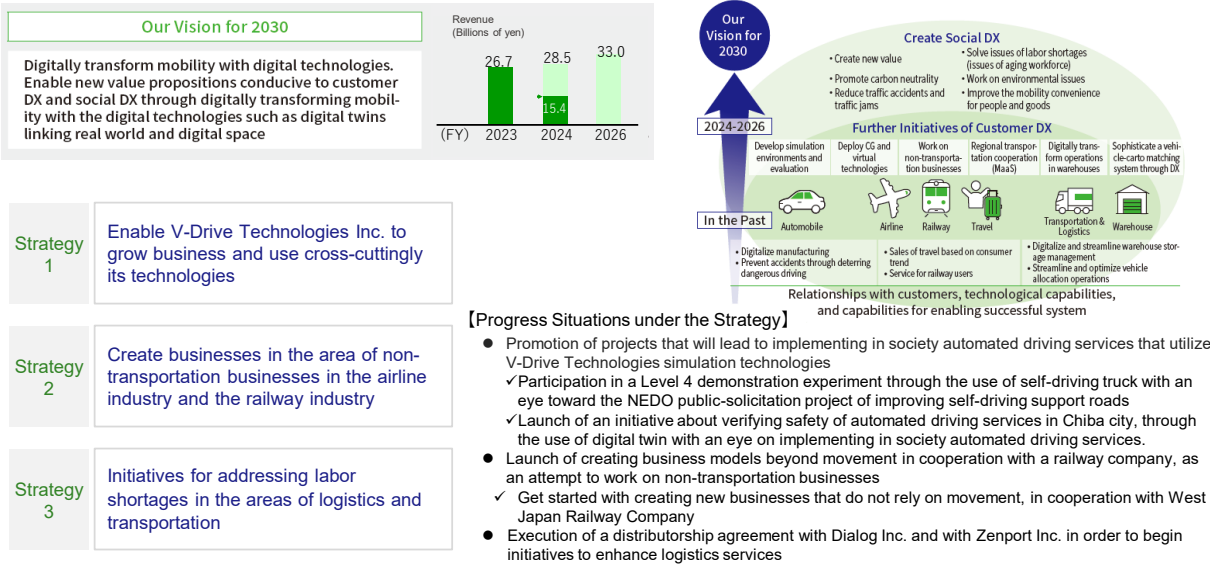 Our Vision for 2030
Digitally transform mobility with digital technologies.
Enable new value propositions conducive to customer
DX and social DX through digitally transforming mobil-
ity with the digital technologies such as digital twins
linking real world and digital space
Revenue
(Billions of yen)
26.7
28.5
33.0
15.4
(FY)
2023
2024
2026
Strategy
1
Enable V-Drive Technologies Inc. to
grow business and use cross-cuttingly
its technologies
Strategy
2
Create businesses in the area of non-
transportation businesses in the airline
industry and the railway industry
Strategy
3
Initiatives for addressing labor
shortages in the areas of logistics and
transportation
Our
Vision for
2030
2024-2026
In the Past
Create Social DX
• Create new value
• Promote carbon neutrality
• Reduce traffic accidents and
traffic jams
• Solve issues of labor shortages
(issues of aging workforce)
• Work on environmental issues
• Improve the mobility convenience
for people and goods
Further Initiatives of Customer DX
Develop simulation
environments and
evaluation
Deploy CG and
virtual
technologies
Work on
non-transporta-
tion businesses
Regional transpor-
tation cooperation
(MaaS)
Digitally trans-
form operations
in warehouses
Sophisticate a vehi-
cle-carto matching
system through DX
Automobile
Airline
Railway
Travel
Transportation &
Logistics
Warehouse
• Digitalize manufacturing
• Prevent accidents through deterring
dangerous driving
• Sales of travel based on consumer
trend
• Service for railway users
• Digitalize and streamline warehouse stor-
age management
• Streamline and optimize vehicle
allocation operations
Relationships with customers, technological capabilities,
and capabilities for enabling successful system
【Progress Situations under the Strategy】
● Promotion of projects that will lead to implementing in society automated driving services that utilize
V-Drive Technologies simulation technologies
✓Participation in a Level 4 demonstration experiment through the use of self-driving truck with an
eye toward the NEDO public-solicitation project of improving self-driving support roads
✓Launch of an initiative about verifying safety of automated driving services in Chiba city, through
the use of digital twin with an eye on implementing in society automated driving services.
● Launch of creating business models beyond movement in cooperation with a railway company, as
an attempt to work on non-transportation businesses
✓ Get started with creating new businesses that do not rely on movement, in cooperation with West
Japan Railway Company
● Execution of a distributorship agreement with Dialog Inc. and with Zenport Inc. in order to begin
initiatives to enhance logistics services